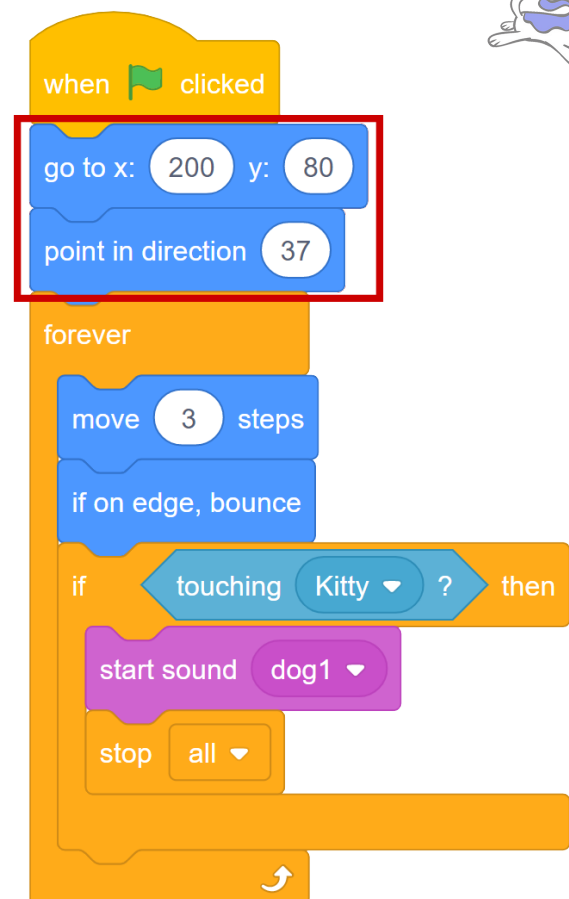 when clicked
go to x: 200 y: 80
point in direction 37
forever
move 3 steps
if on edge, bounce
if touching Kitty ? then
start sound dog1
stop all